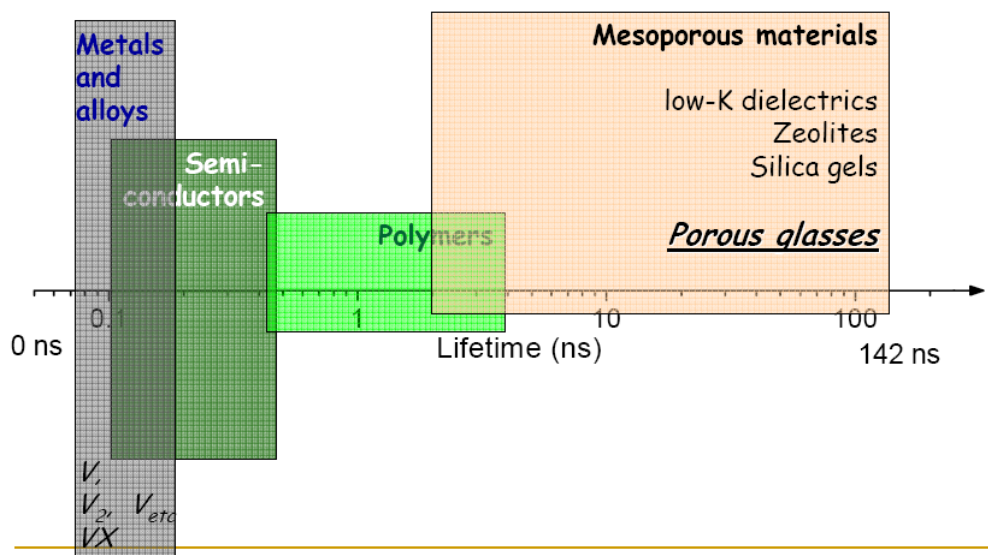 Metals
and
alloys
Semi-
conductors
Polymers
Mesoporous materials
low-K dielectrics
Zeolites
Silica gels
Porous glasses
0.1 1 10 100
0 ns
Lifetime (ns)
142 ns
V,
V2, Vetc
VX